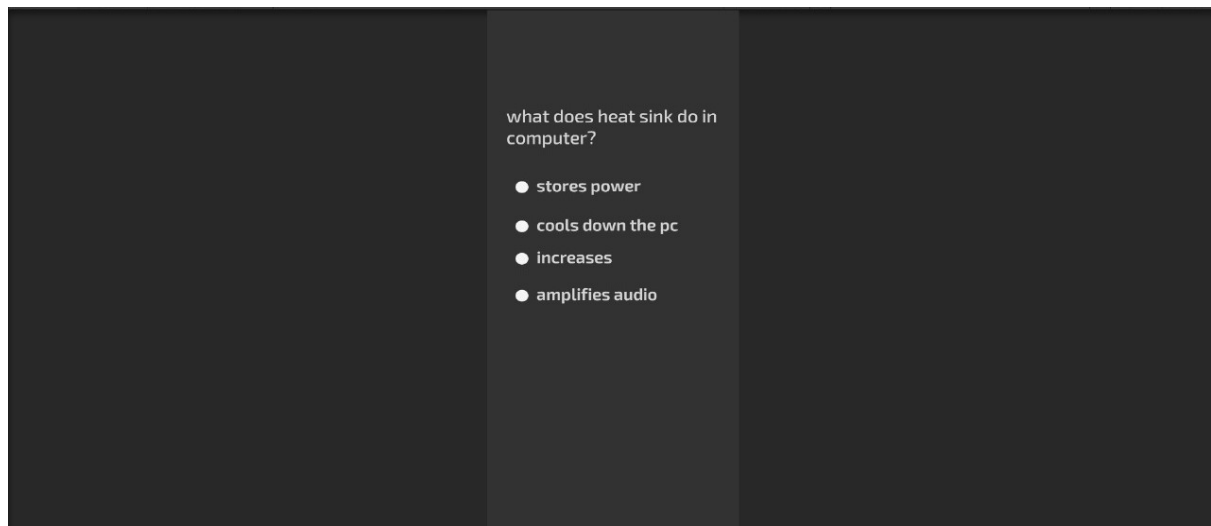 what does heat sink do in
computer?
stores power
cools down the pc
increases
amplifies audio